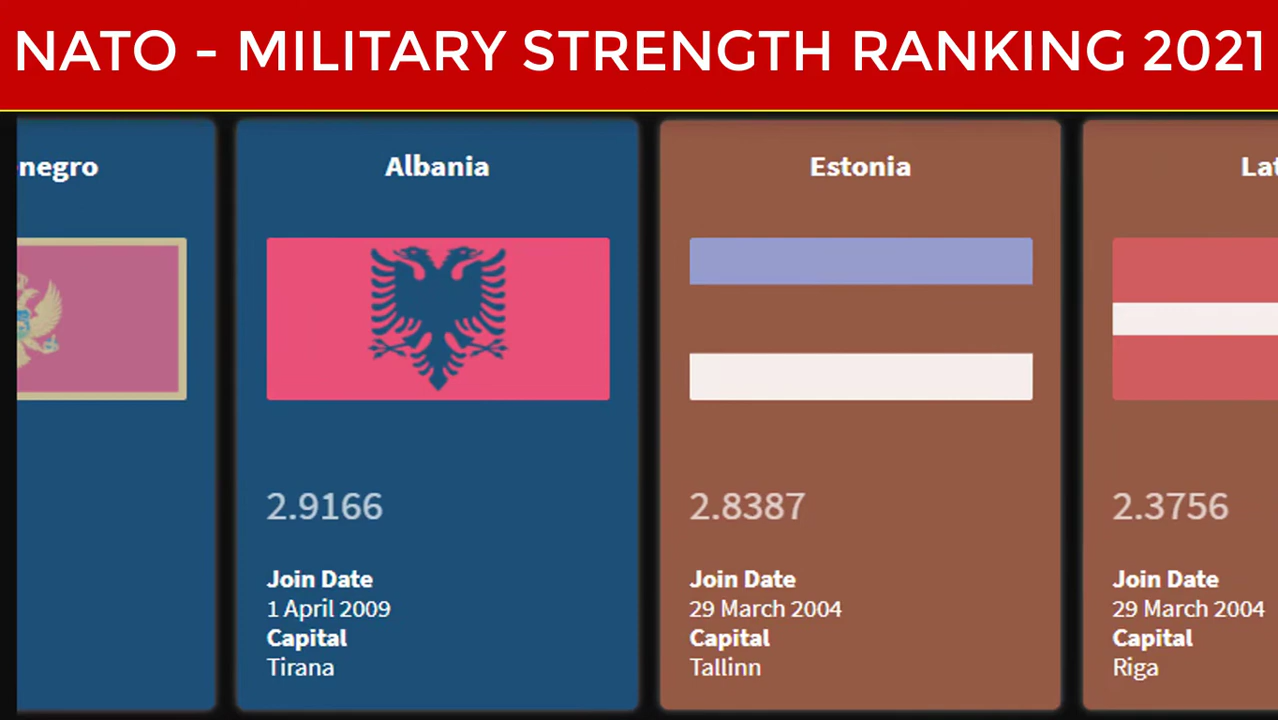 NATO - MILITARY STRENGTH RANKING 2021
enegro
Albania
2.9166
Join Date
1 April 2009
Capital
Tirana
Estonia
2.8387
Join Date
29 March 2004
Capital
Tallinn
Lat
2.3756
Join Date
29 March 2004
Capital
Riga